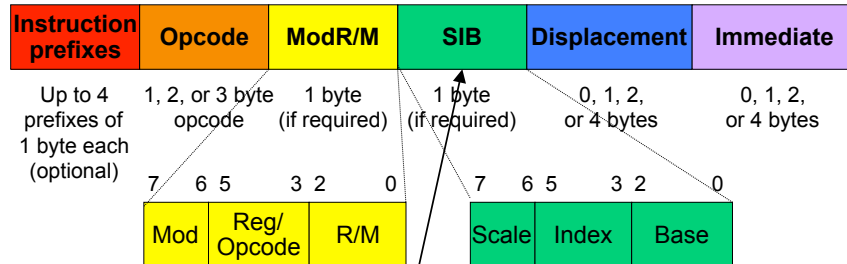 Instruction prefixes Opcode ModR/M SIB Displacement Immediate
Up to 4 prefixes of 1 byte each (optional)
1, 2, or 3 byte opcode
1 byte (if required)
1 byte (if required)
0, 1, 2, or 4 bytes
0, 1, 2, or 4 bytes
7 6 5 3 2 0
7 6 5 3 2 0
Mod Reg/Opcode R/M
Scale Index Base